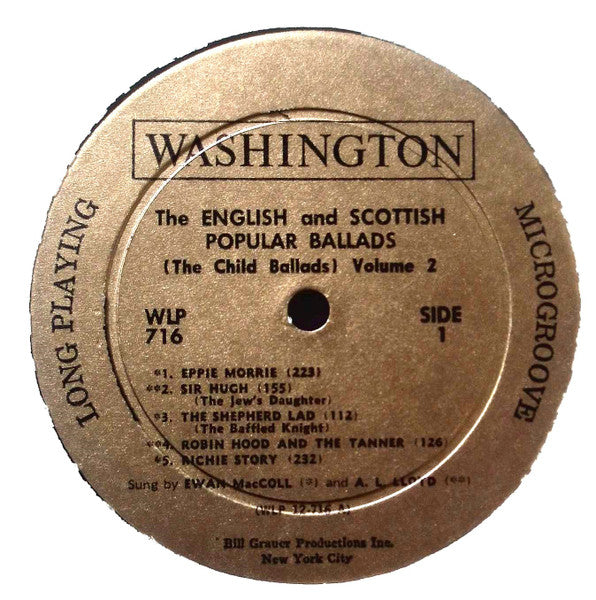 WASHINGTON
The ENGLISH and SCOTTISH
POPULAR BALLADS
(The Child Ballads) Volume 2
LONG PLAYING
MICROGROOVE
WLP
716
SIDE
1
*1. EPPIE MORRIE (223)
**2. SIR HUGH (155)
(The Jew's Daughter)
*3. THE SHEPHERD LAD (112)
(The Baffled Knight)
**4. ROBIN HOOD AND THE TANNER (126)
*5. RICHIE STORY (232)
Sung by EWAN MacCOLL (*) and A. L. LLOYD (**)
(WLP 12-716 A)
Bill Grauer Productions Inc.
New York City